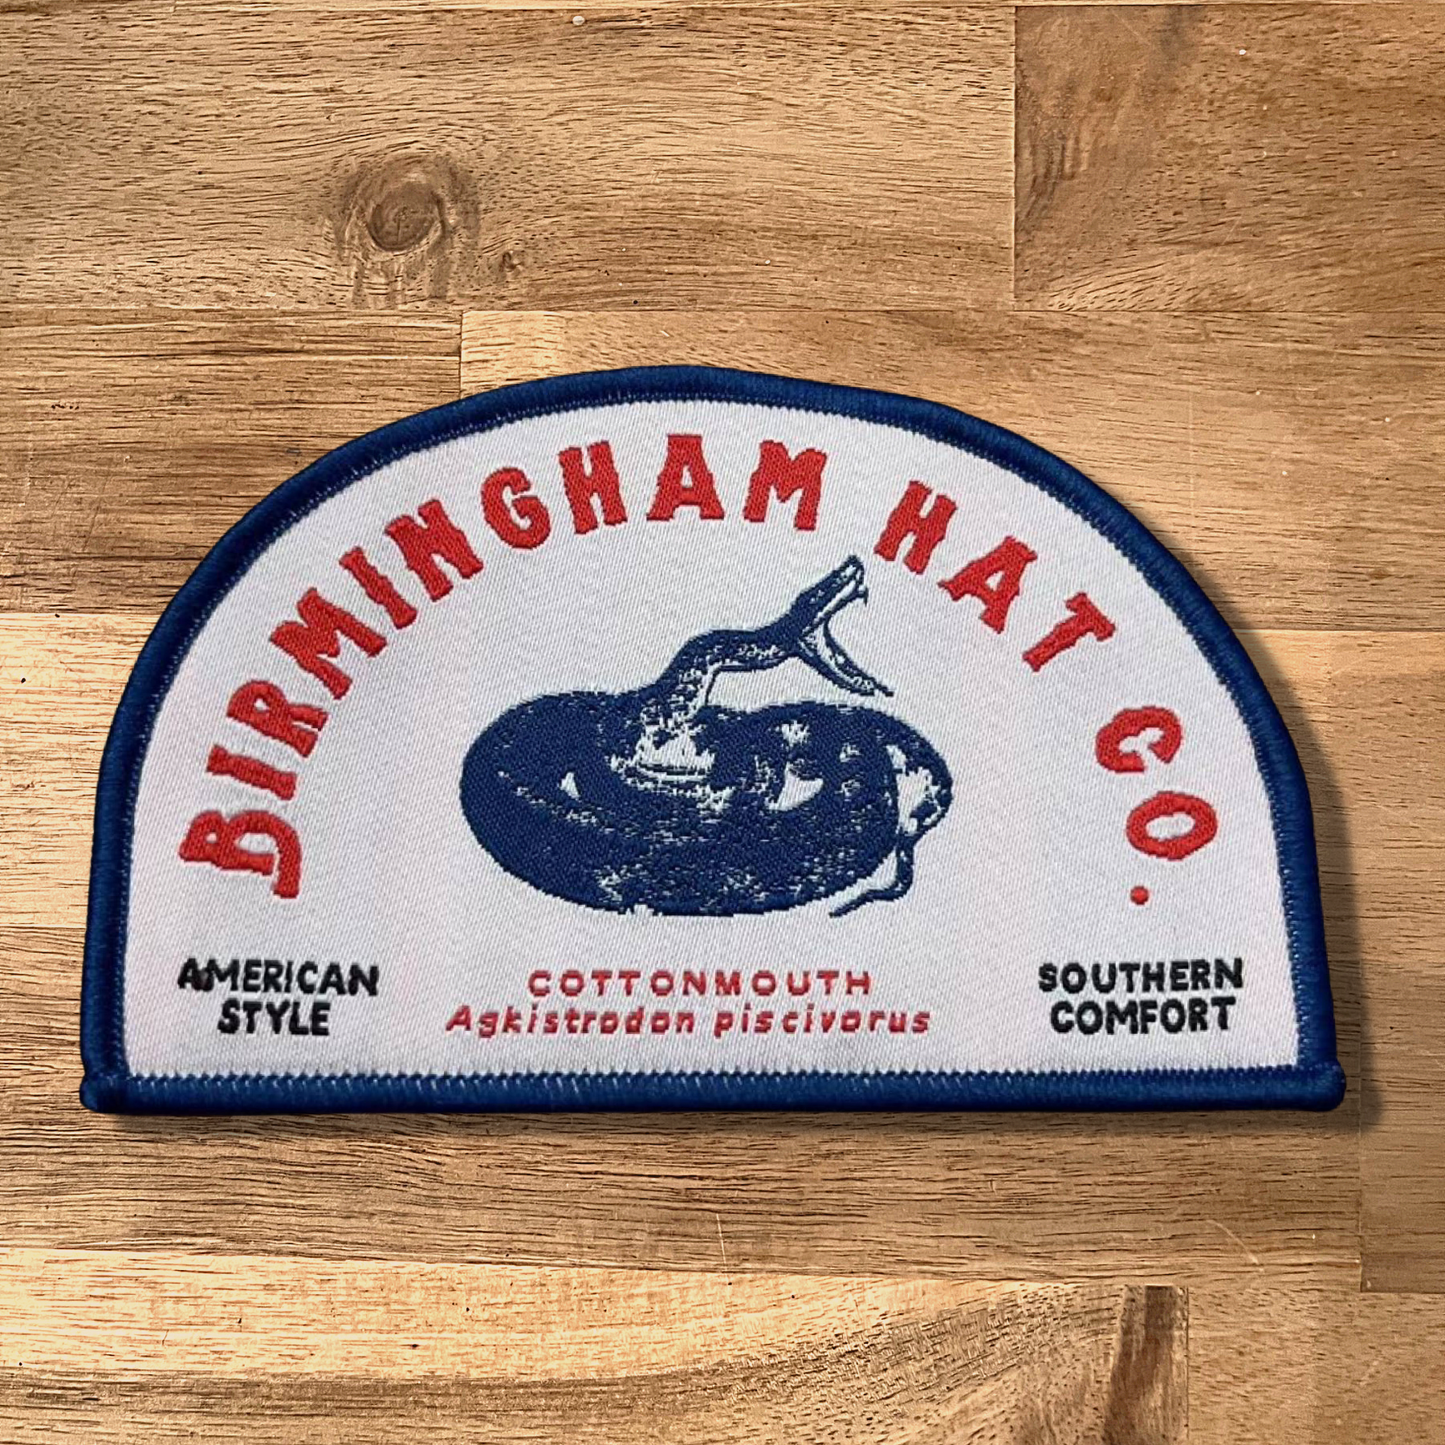 BIRMINGHAM HAT CO.
AMERICAN
STYLE
COTTONMOUTH
Agkistrodon piscivorus
SOUTHERN
COMFORT